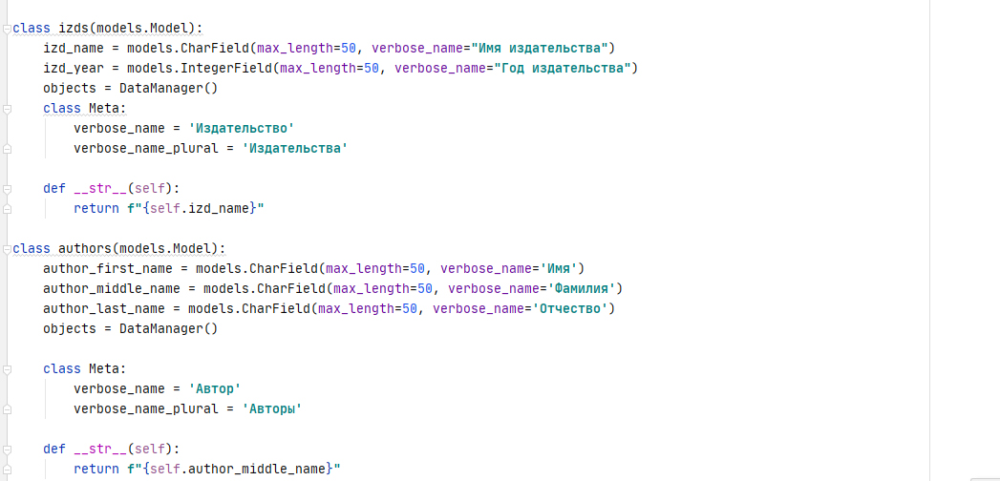 class izds(models.Model):
    izd_name = models.CharField(max_length=50, verbose_name="Имя издательства")
    izd_year = models.IntegerField(max_length=50, verbose_name="Год издательства")
    objects = DataManager()
    class Meta:
        verbose_name = 'Издательство'
        verbose_name_plural = 'Издательства'
    def __str__(self):
        return f"{self.izd_name}"
class authors(models.Model):
    author_first_name = models.CharField(max_length=50, verbose_name='Имя')
    author_middle_name = models.CharField(max_length=50, verbose_name='Фамилия')
    author_last_name = models.CharField(max_length=50, verbose_name='Отчество')
    objects = DataManager()
    class Meta:
        verbose_name = 'Автор'
        verbose_name_plural = 'Авторы'
    def __str__(self):
        return f"{self.author_middle_name}"